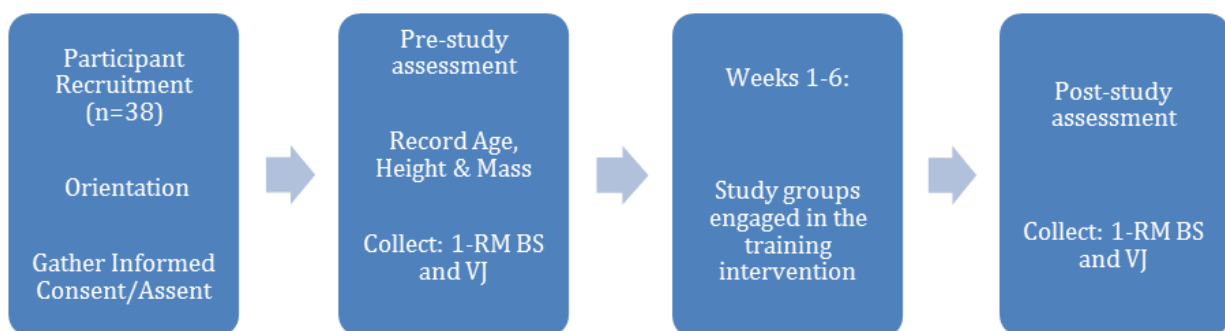 Participant
Recruitment
(n=38)
Orientation
Gather Informed
Consent/Assent
Pre-study
assessment
Record Age,
Height & Mass
Collect: 1-RM BS
and VJ
Weeks 1-6:
Study groups
engaged in the
training
intervention
Post-study
assessment
Collect: 1-RM BS
and VJ